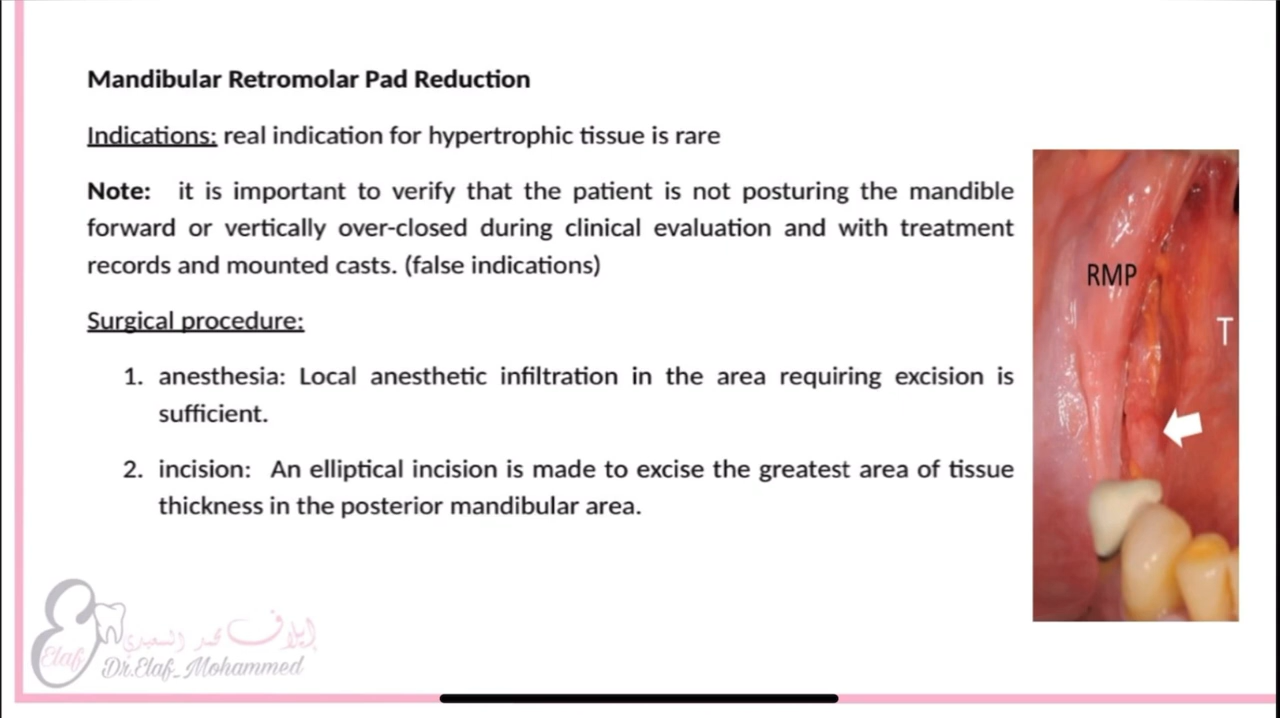 Mandibular Retromolar Pad Reduction
Indications: real indication for hypertrophic tissue is rare
Note: it is important to verify that the patient is not posturing the mandible
forward or vertically over-closed during clinical evaluation and with treatment
records and mounted casts. (false indications)
Surgical procedure:
1. anesthesia: Local anesthetic infiltration in the area requiring excision is
sufficient.
2. incision: An elliptical incision is made to excise the greatest area of tissue
thickness in the posterior mandibular area.
RMP
T
إيلاف محمد السعيدي
Elaf
Dr.Elaf_Mohammed